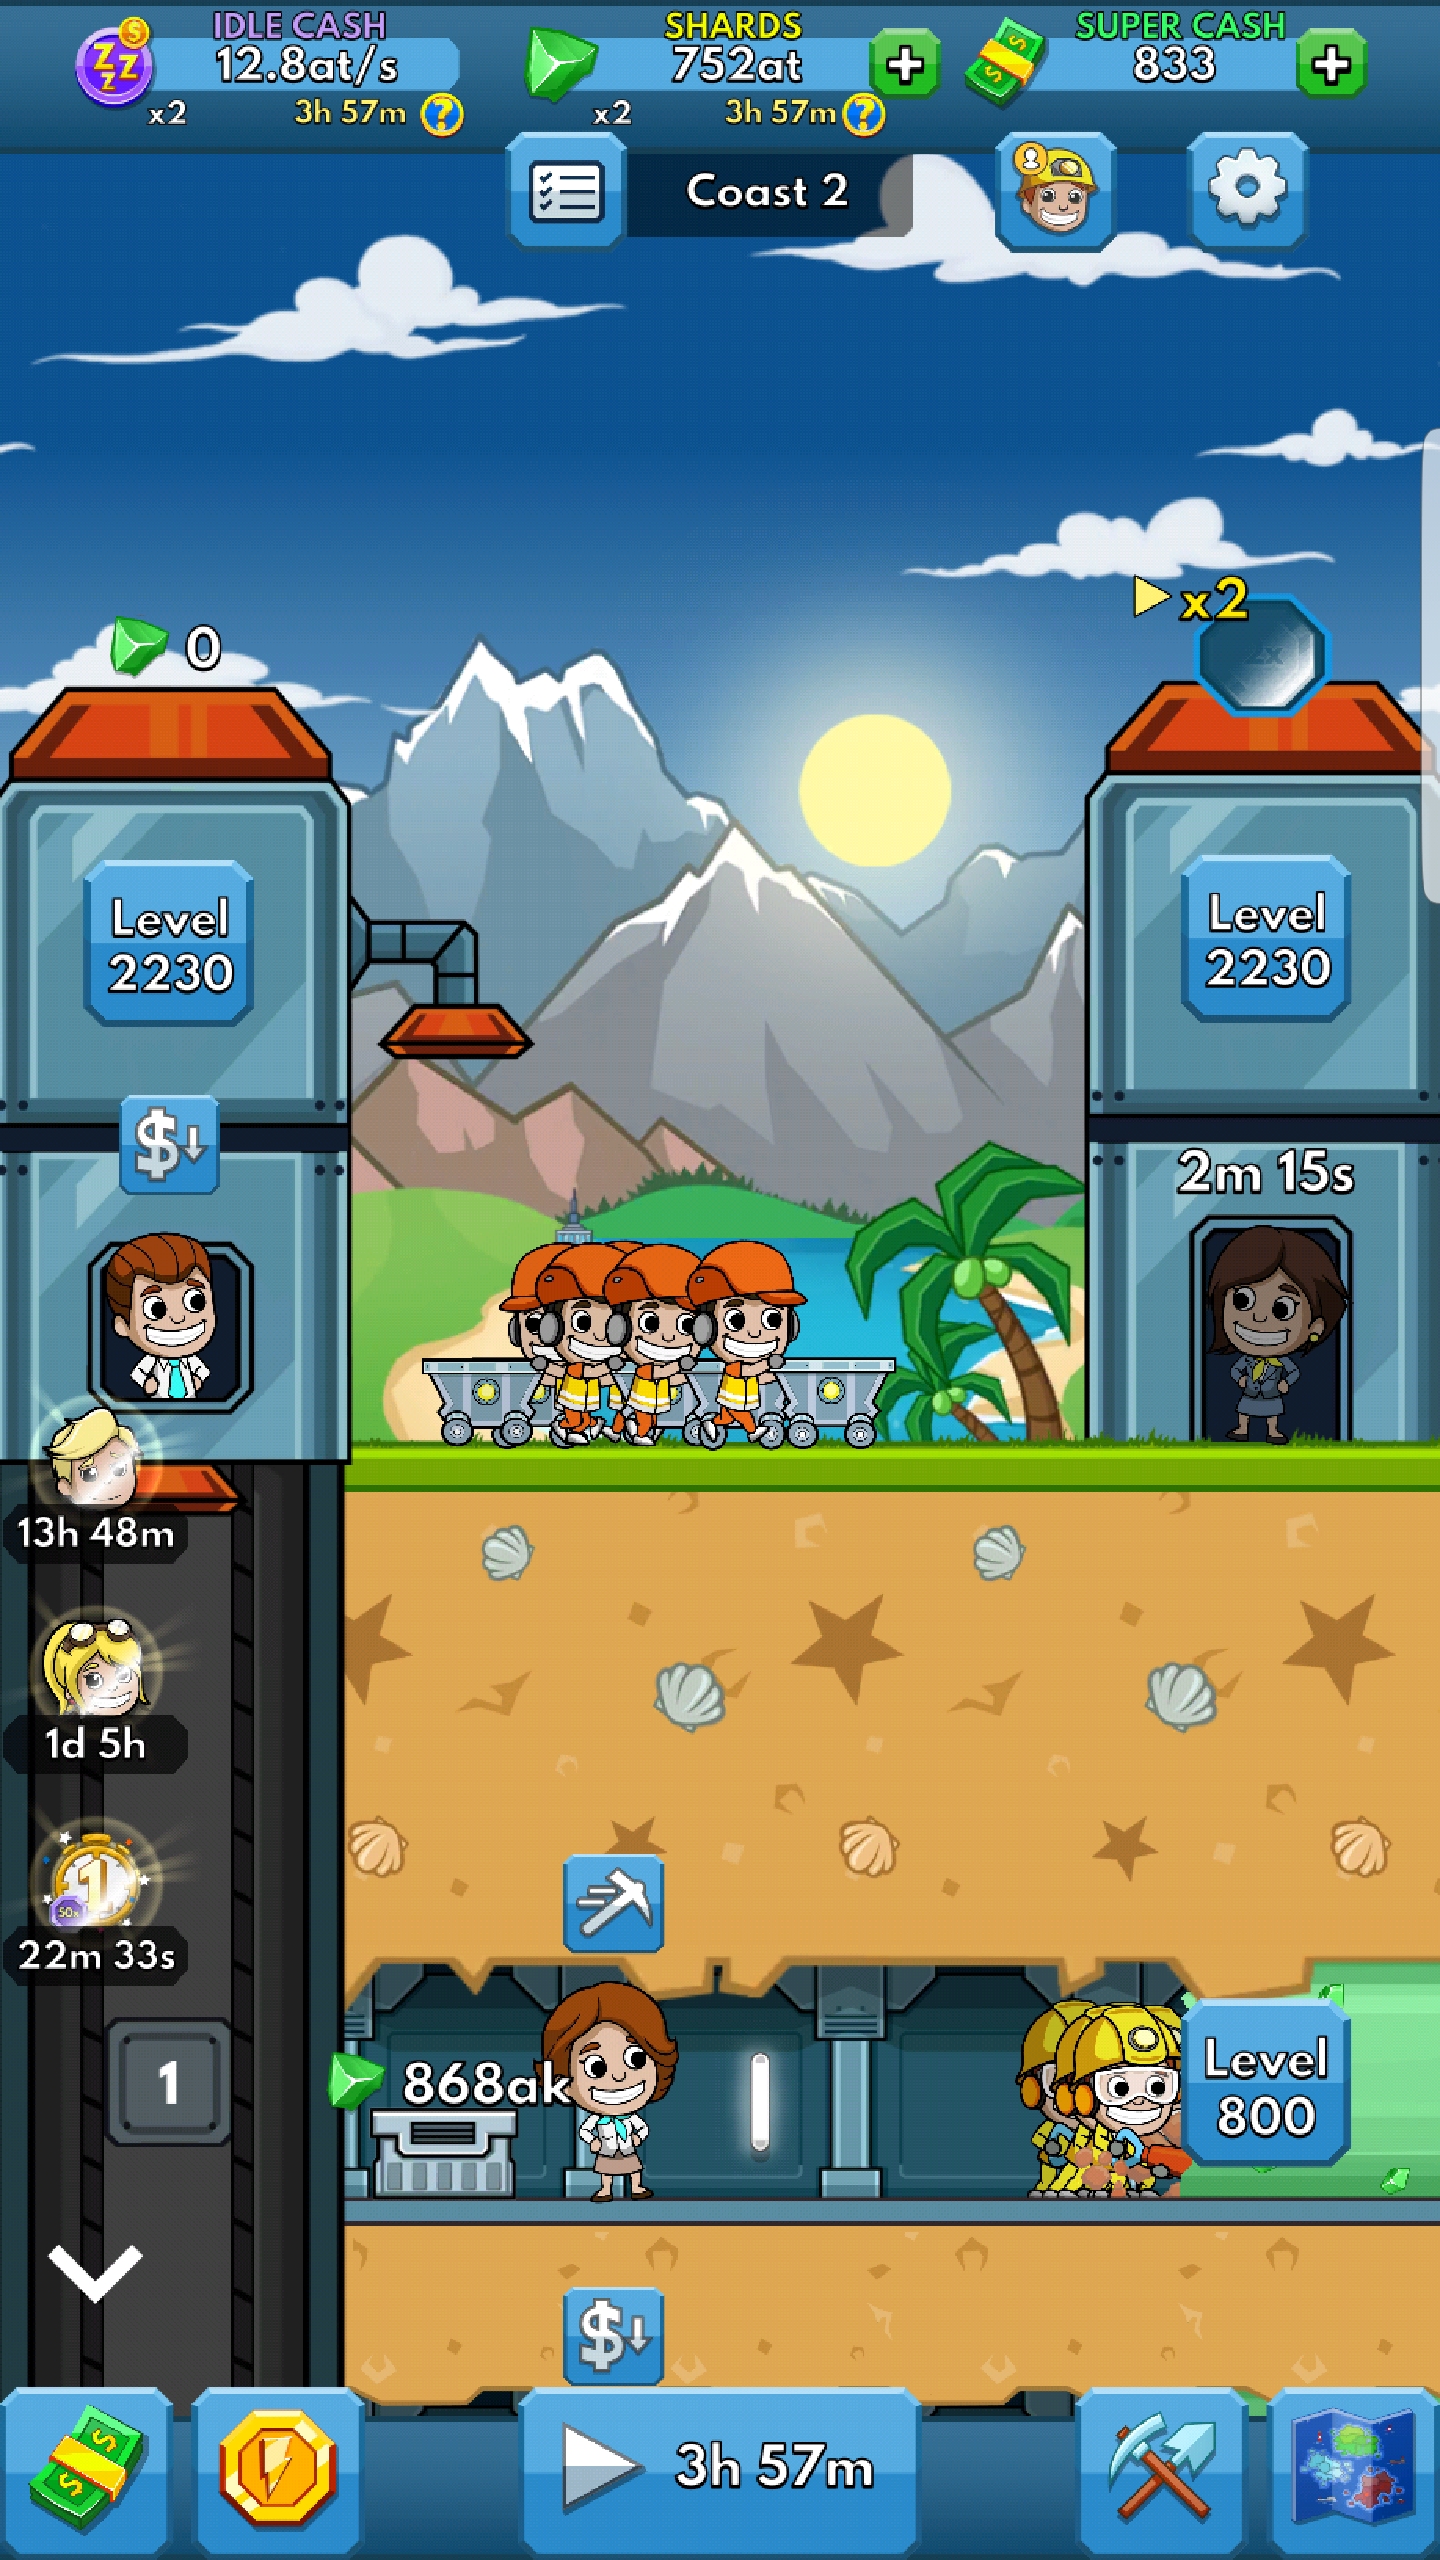 IDLE CASH
12.8at/s
x2
3h 57m
?
SHARDS
752at
x2
3h 57m
?
SUPER CASH
833
Coast 2
0
x2
Level
2230
Level
2230
2m 15s
13h 48m
1d 5h
1
50x
22m 33s
1
868ak
Level
800
3h 57m